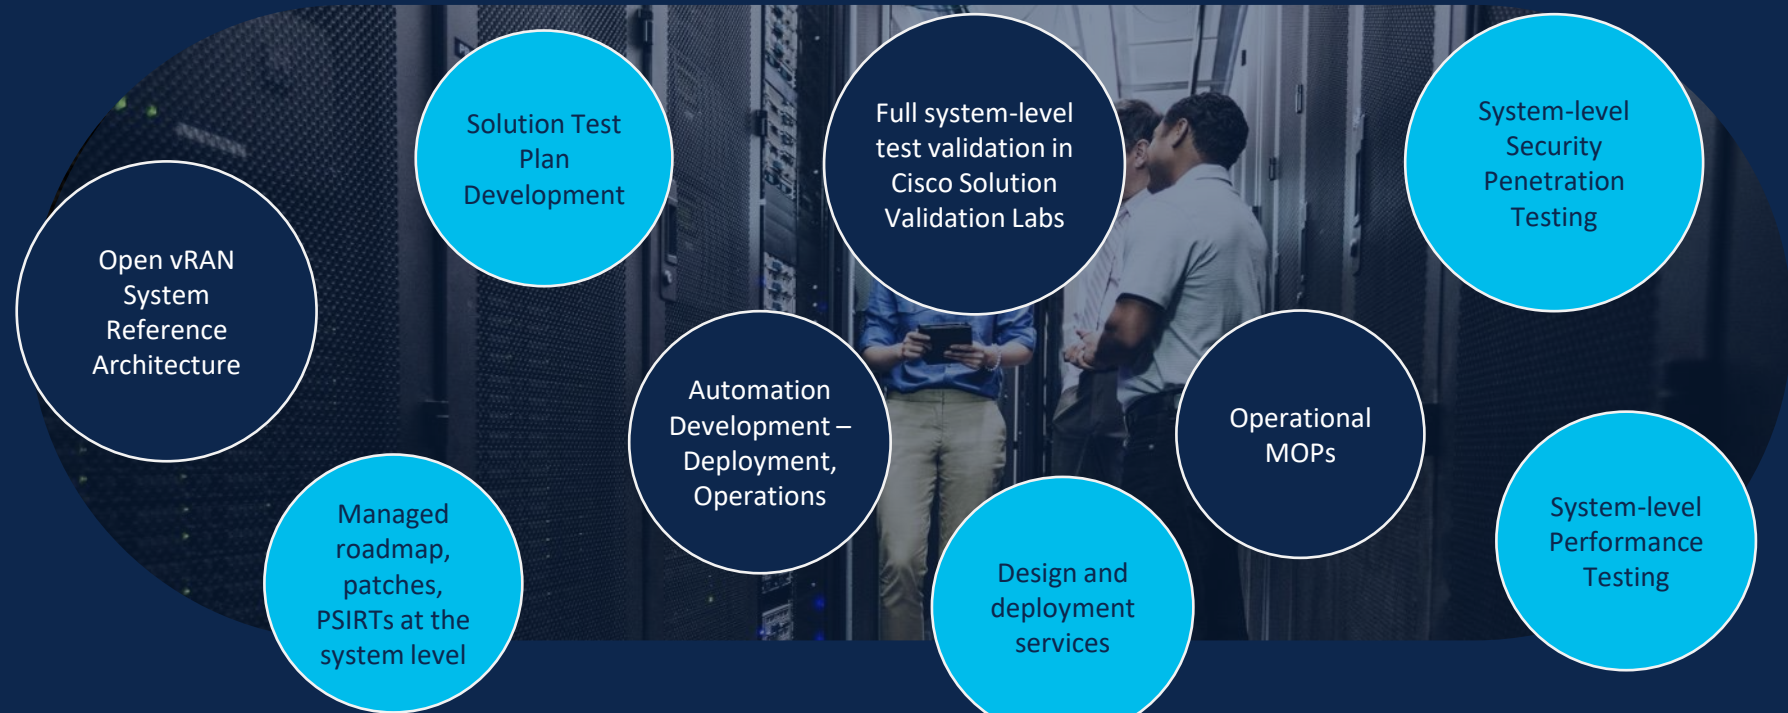 Open vRAN
System
Reference
Architecture
Solution Test
Plan
Development
Full system-level
test validation in
Cisco Solution
Validation Labs
System-level
Security
Penetration
Testing
Managed
roadmap,
patches,
PSIRTs at the
system level
Automation
Development –
Deployment,
Operations
Design and
deployment
services
Operational
MOPs
System-level
Performance
Testing